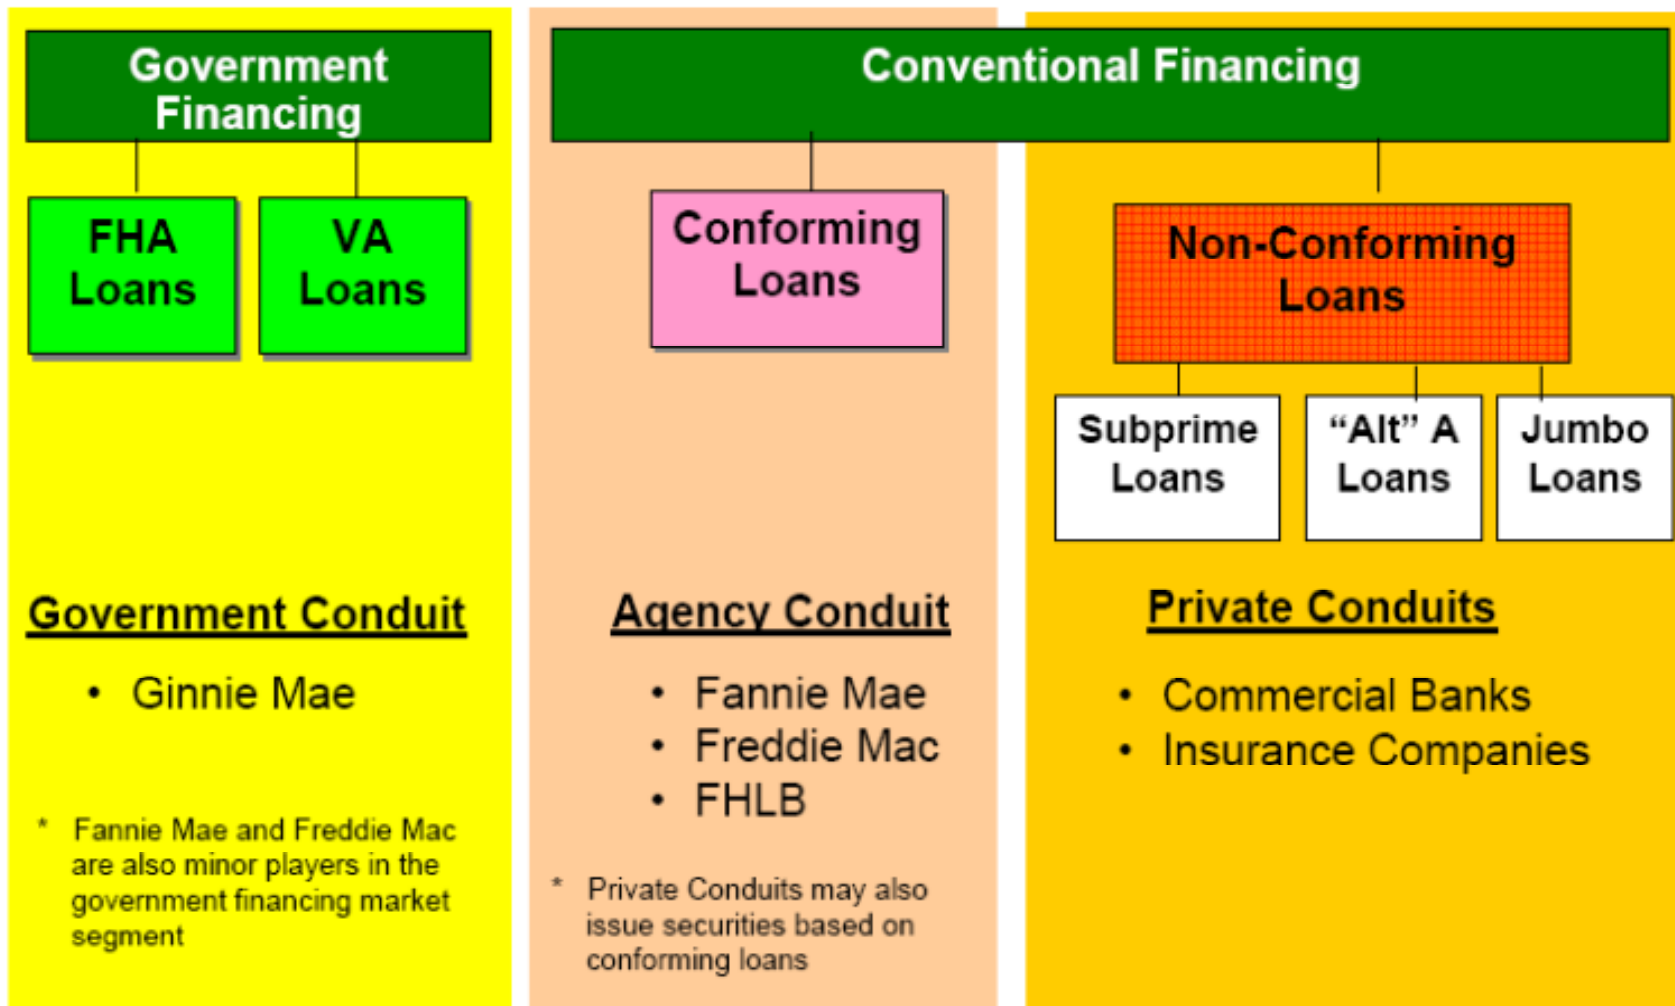 Government
Financing
FHA
Loans
VA
Loans
Government Conduit
• Ginnie Mae
* Fannie Mae and Freddie Mac
are also minor players in the
government financing market
segment
Conventional Financing
Conforming
Loans
Agency Conduit
• Fannie Mae
• Freddie Mac
• FHLB
* Private Conduits may also
issue securities based on
conforming loans
Non-Conforming
Loans
Subprime
Loans
“Alt” A
Loans
Jumbo
Loans
Private Conduits
• Commercial Banks
• Insurance Companies